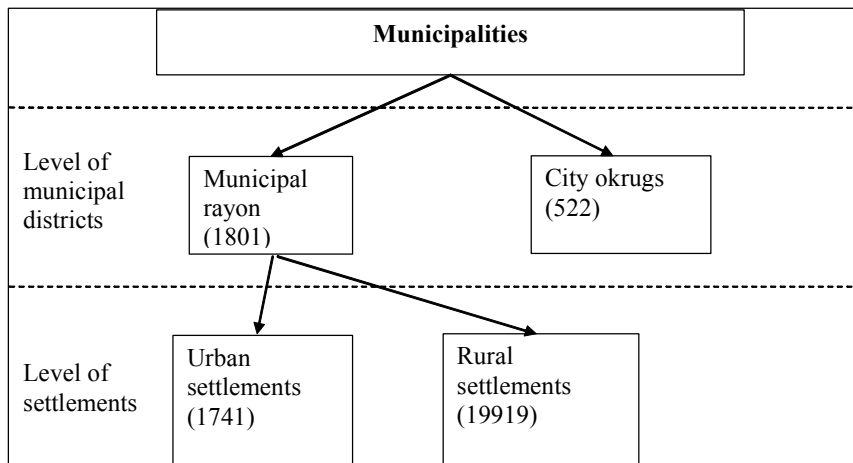 Municipalities
Level of
municipal
districts
Municipal
rayon
(1801)
City okrugs
(522)
Level of
settlements
Urban
settlements
(1741)
Rural
settlements
(19919)